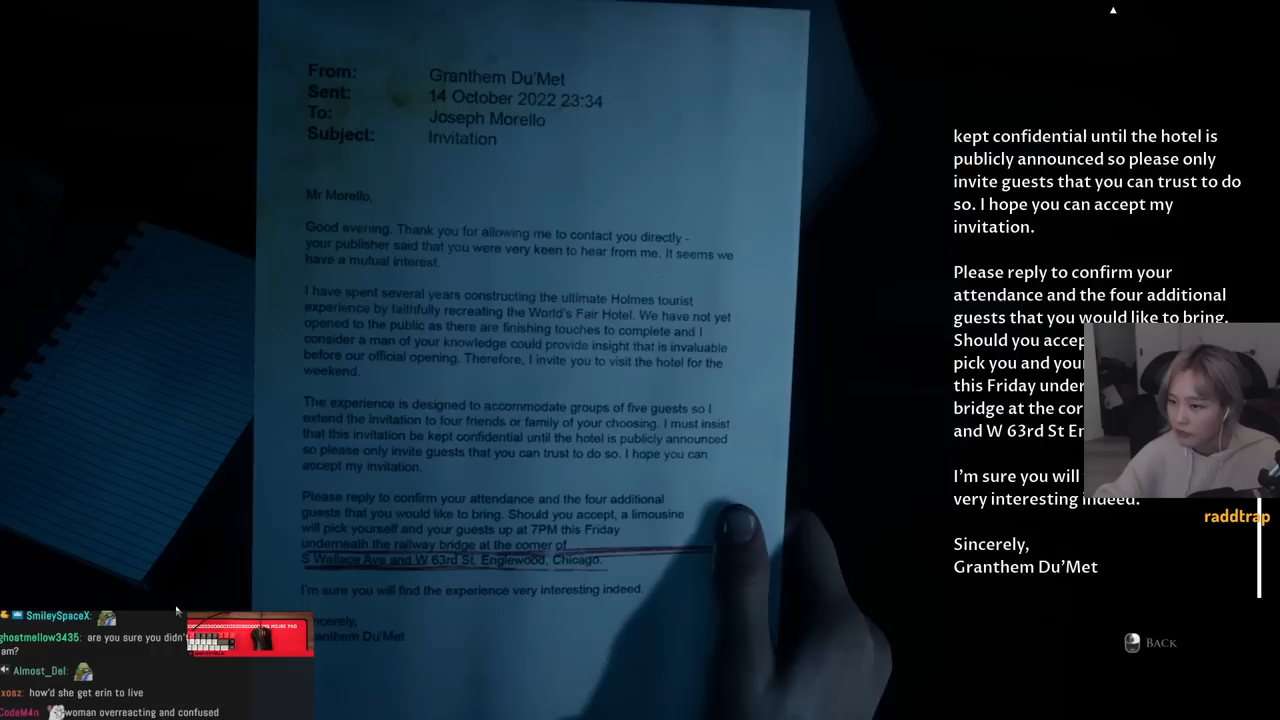 From: Granthem Du'Met
Sent: 14 October 2022 23:34
To: Joseph Morello
Subject: Invitation
Mr Morello,
Good evening. Thank you for allowing me to contact you directly -
your publisher said that you were very keen to hear from me. It seems we
have a mutual interest.
I have spent several years constructing the ultimate Holmes tourist
experience by faithfully recreating the World's Fair Hotel. We have not yet
opened to the public as there are finishing touches to complete and I
consider a man of your knowledge could provide insight that is invaluable
before our official opening. Therefore, I invite you to visit the hotel for the
weekend.
The experience is designed to accommodate groups of five guests so I
extend the invitation to four friends or family of your choosing. I must insist
that this invitation be kept confidential until the hotel is publicly announced
so please only invite guests that you can trust to do so. I hope you can
accept my invitation.
Please reply to confirm your attendance and the four additional
guests that you would like to bring. Should you accept, a limousine
will pick yourself and your guests up at 7PM this Friday
underneath the railway bridge at the corner of
S Wallace Ave and W 63rd St, Englewood, Chicago.
I'm sure you will find the experience very interesting indeed.
Granthem Du'Met
kept confidential until the hotel is
publicly announced so please only
invite guests that you can trust to do
so. I hope you can accept my
invitation.
Please reply to confirm your
attendance and the four additional
guests that you would like to bring.
Should you accep
pick you and your
this Friday under
bridge at the cor
and W 63rd St En
I'm sure you will
very interesting indeed.
Sincerely,
Granthem Du'Met
raddtrap
BACK
SmileySpaceX:
ghostmellow3435: are you sure you didn'
am?
Almost_Del:
xosz: how'd she get erin to live
CodeM4n woman overreacting and confused